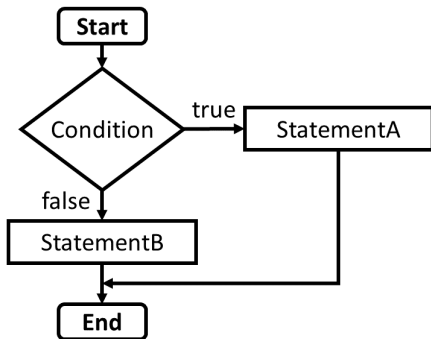 Start
Condition
true
StatementA
false
StatementB
End